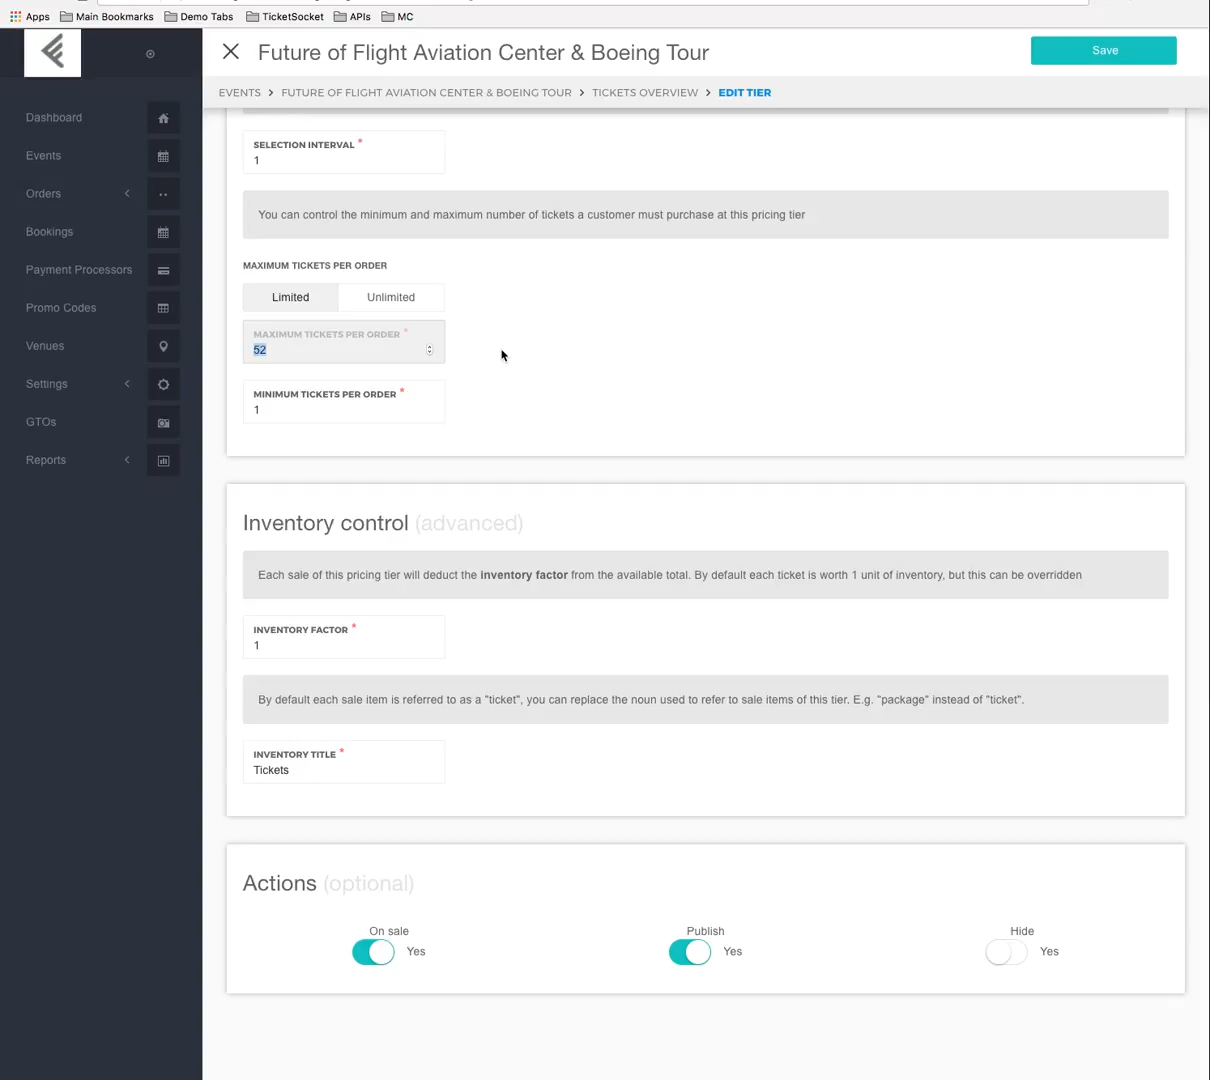 Apps Main Bookmarks Demo Tabs TicketSocket APIs MC
Future of Flight Aviation Center & Boeing Tour
Save
EVENTS > FUTURE OF FLIGHT AVIATION CENTER & BOEING TOUR > TICKETS OVERVIEW > EDIT TIER
Dashboard
Events
Orders
Bookings
Payment Processors
Promo Codes
Venues
Settings
GTOs
Reports
SELECTION INTERVAL *
1
You can control the minimum and maximum number of tickets a customer must purchase at this pricing tier
MAXIMUM TICKETS PER ORDER
Limited Unlimited
MAXIMUM TICKETS PER ORDER *
52
MINIMUM TICKETS PER ORDER *
1
Inventory control (advanced)
Each sale of this pricing tier will deduct the inventory factor from the available total. By default each ticket is worth 1 unit of inventory, but this can be overridden
INVENTORY FACTOR *
1
By default each sale item is referred to as a "ticket", you can replace the noun used to refer to sale items of this tier. E.g. "package" instead of "ticket".
INVENTORY TITLE *
Tickets
Actions (optional)
On sale Publish Hide
Yes Yes Yes